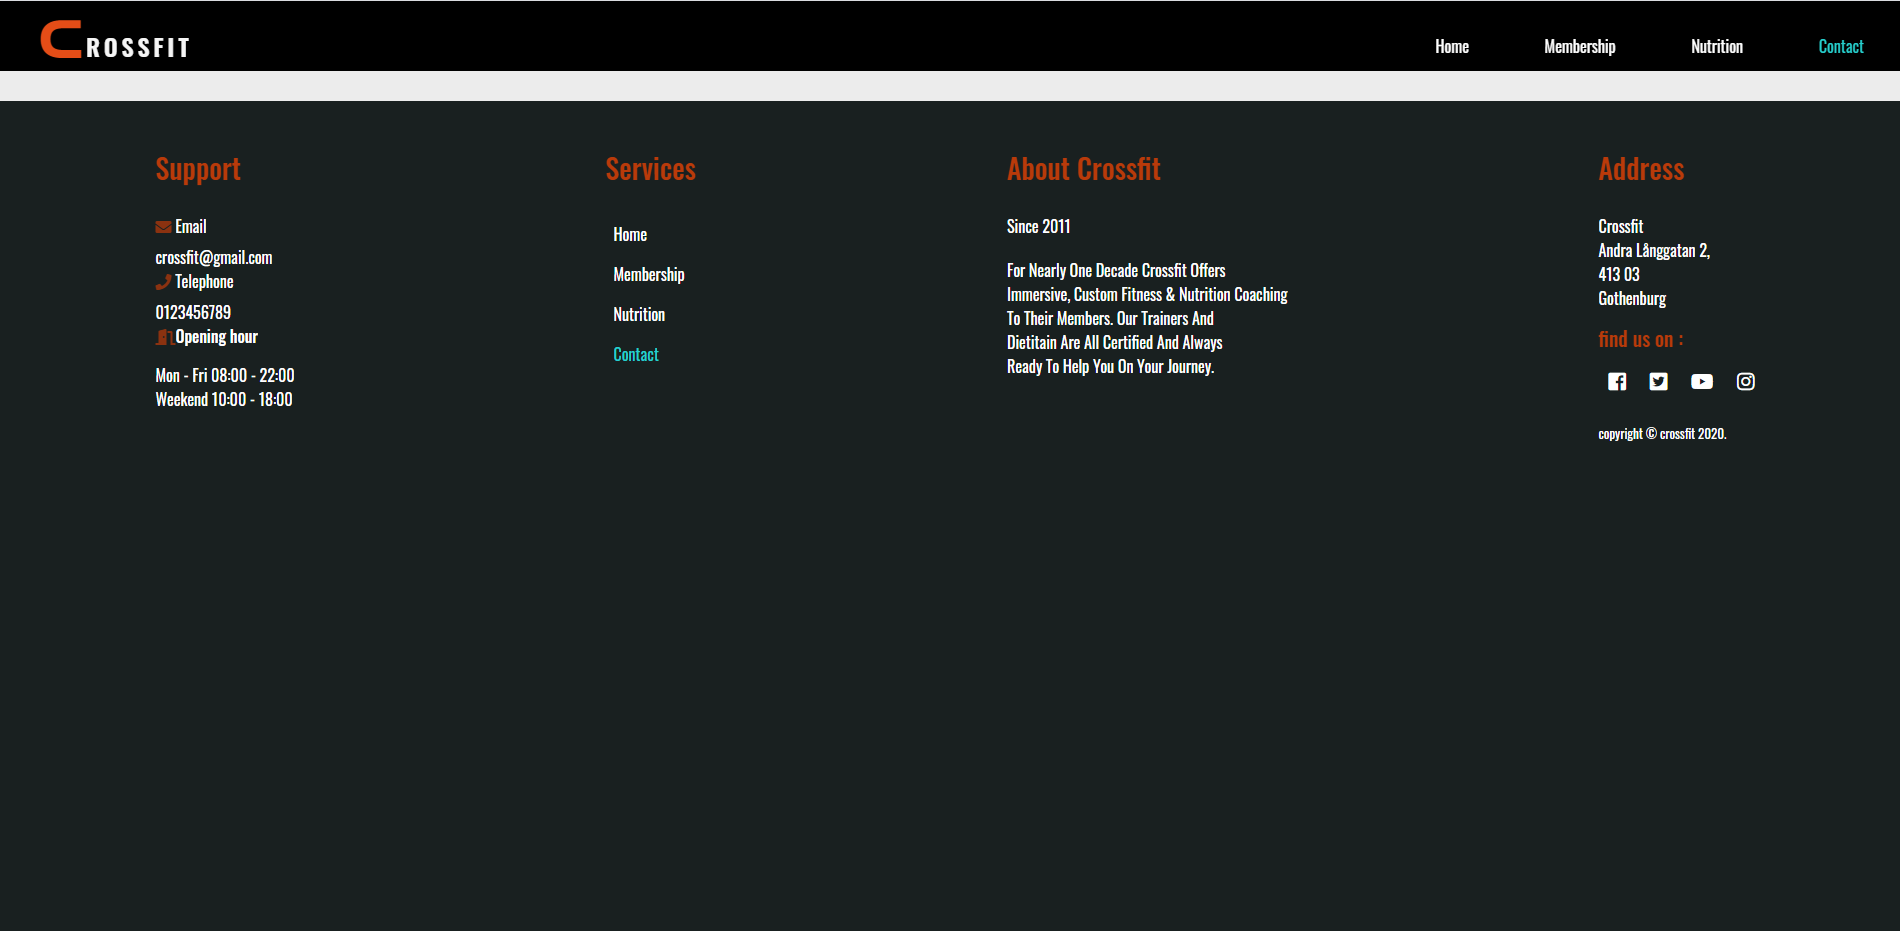 CROSSFIT
Home Membership Nutrition Contact
Support
Email
crossfit@gmail.com
Telephone
0123456789
Opening hour
Mon - Fri 08:00 - 22:00
Weekend 10:00 - 18:00
Services
Home
Membership
Nutrition
Contact
About Crossfit
Since 2011
For Nearly One Decade Crossfit Offers
Immersive, Custom Fitness & Nutrition Coaching
To Their Members. Our Trainers And
Dietitain Are All Certified And Always
Ready To Help You On Your Journey.
Address
Crossfit
Andra Långgatan 2,
413 03
Gothenburg
find us on :
copyright © crossfit 2020.